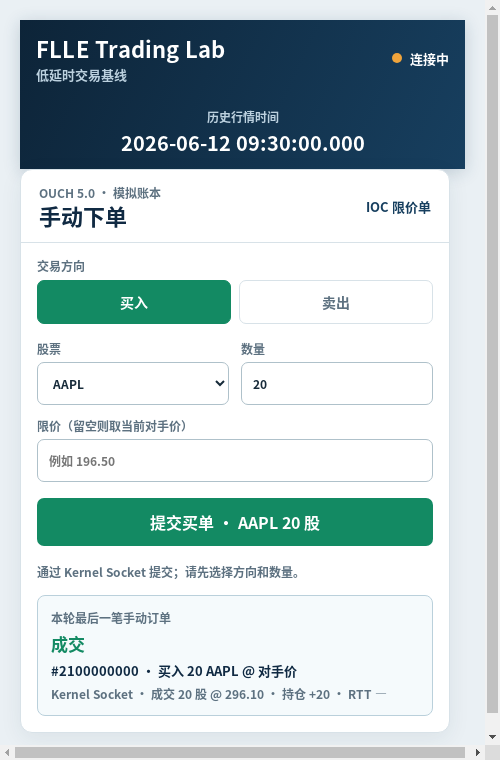 FLLE Trading Lab
低延时交易基线
连接中
历史行情时间
2026-06-12 09:30:00.000
OUCH 5.0 · 模拟账本
手动下单
IOC 限价单
交易方向
买入
卖出
股票
数量
AAPL
20
限价（留空则取当前对手价）
例如 196.50
提交买单 · AAPL 20 股
通过 Kernel Socket 提交；请先选择方向和数量。
本轮最后一笔手动订单
成交
#2100000000 · 买入 20 AAPL @ 对手价
Kernel Socket · 成交 20 股 @ 296.10 · 持仓 +20 · RTT —